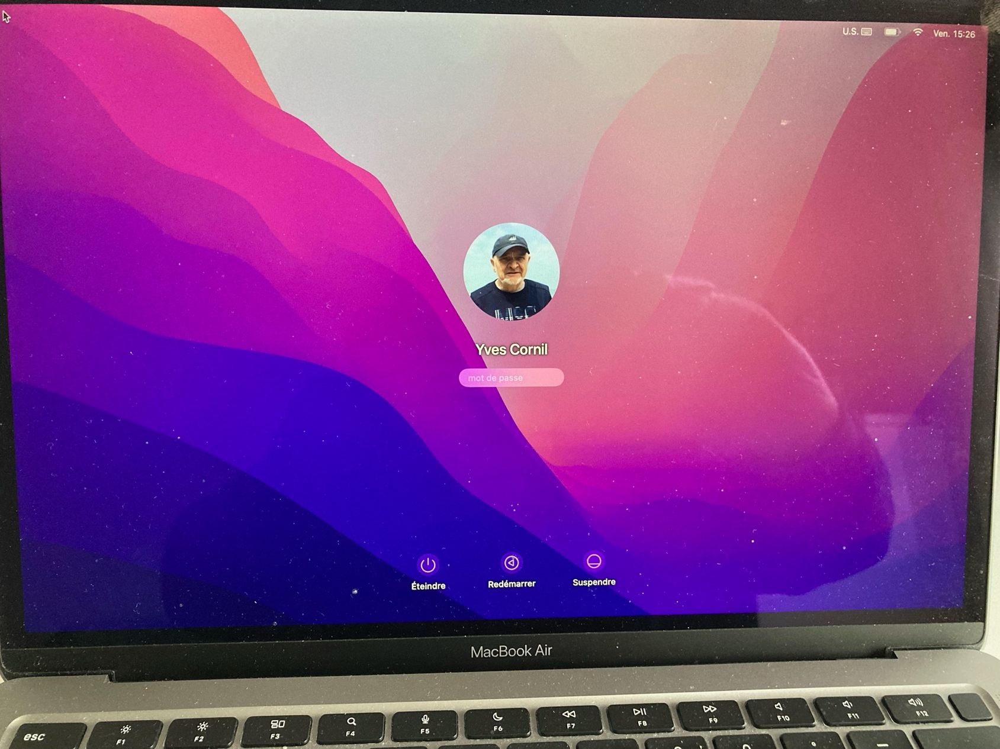 U.S. Ven. 15:26
Yves Cornil
mot de passe
Éteindre Redémarrer Suspendre
MacBook Air
esc F1 F2 F3 F4 F5 F6 F7 F8 F9 F10 F11 F12